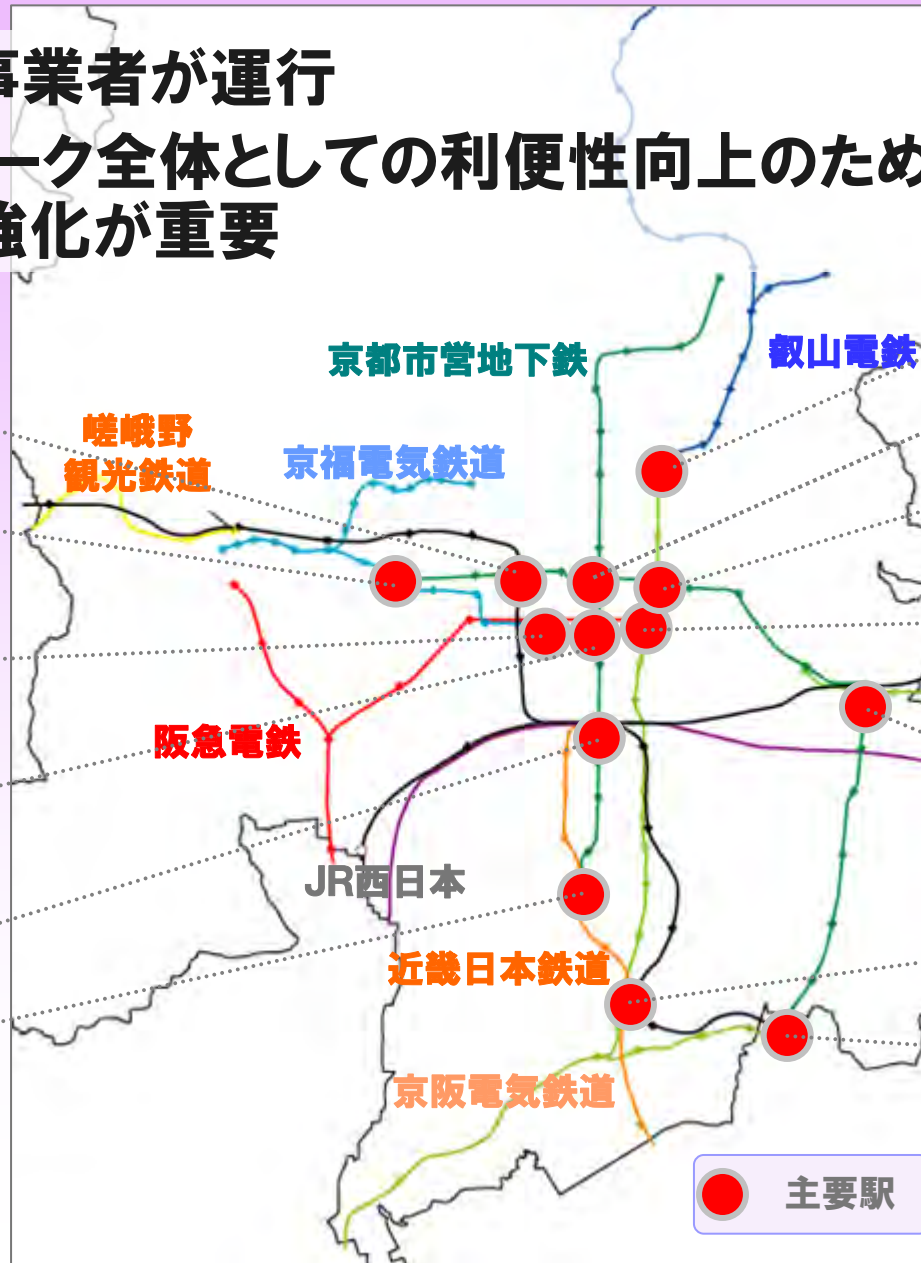 事業者が運行
ーク全体としての利便性向上のため
強化が重要
京都市営地下鉄
叡山電鉄
嵯峨野
観光鉄道
京福電気鉄道
阪急電鉄
JR西日本
近畿日本鉄道
京阪電気鉄道
主要駅